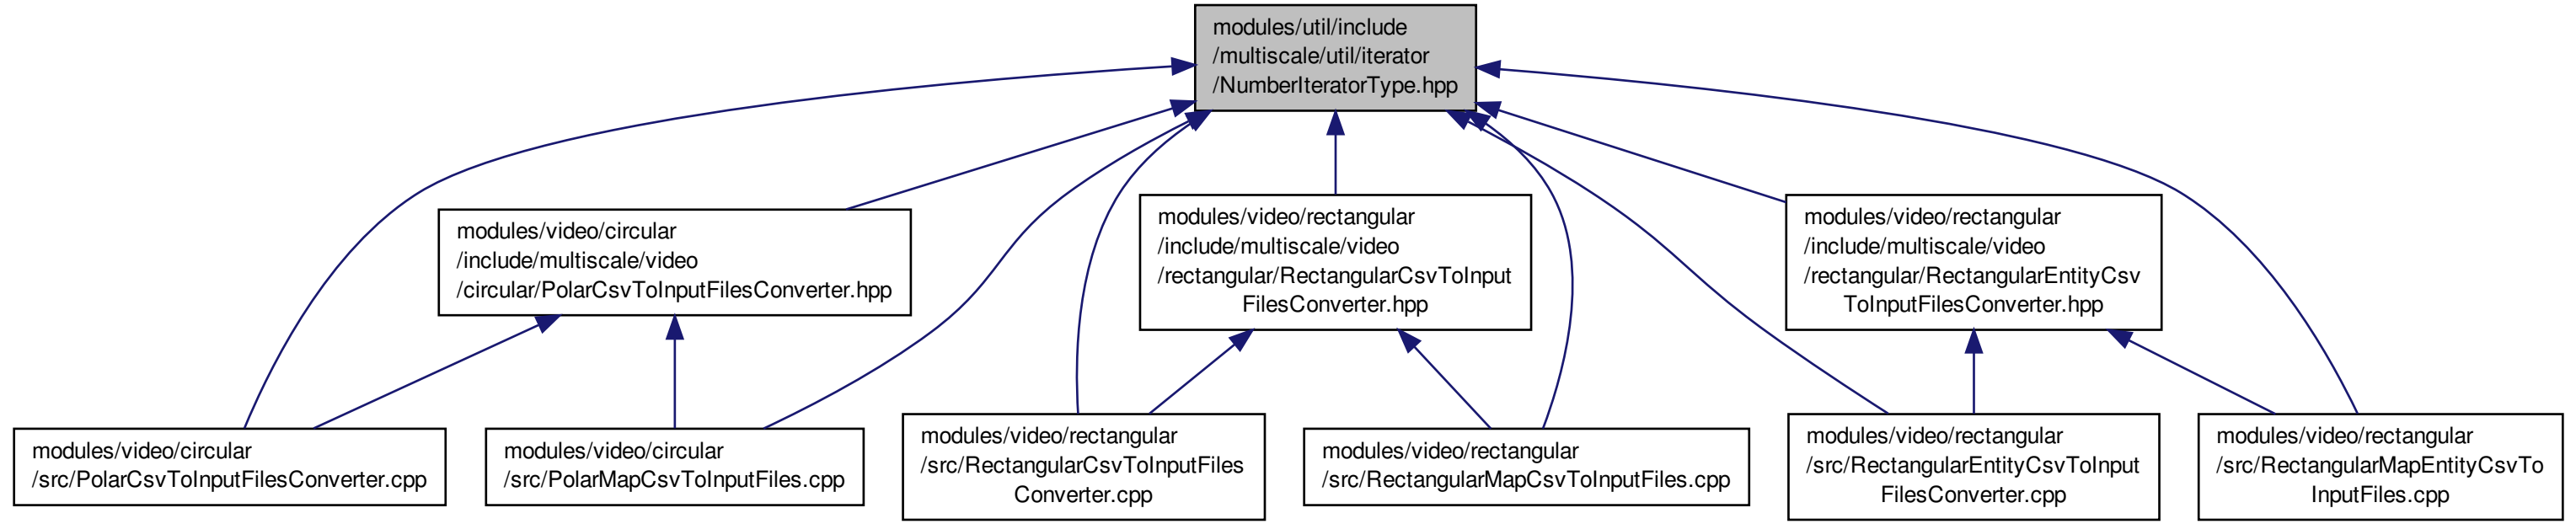 modules/util/include
/multiscale/util/iterator
/NumberIteratorType.hpp
modules/video/circular
/include/multiscale/video
/circular/PolarCsvToInputFilesConverter.hpp
modules/video/rectangular
/include/multiscale/video
/rectangular/RectangularCsvToInput
FilesConverter.hpp
modules/video/rectangular
/include/multiscale/video
/rectangular/RectangularEntityCsv
ToInputFilesConverter.hpp
modules/video/circular
/src/PolarCsvToInputFilesConverter.cpp
modules/video/circular
/src/PolarMapCsvToInputFiles.cpp
modules/video/rectangular
/src/RectangularCsvToInputFiles
Converter.cpp
modules/video/rectangular
/src/RectangularMapCsvToInputFiles.cpp
modules/video/rectangular
/src/RectangularEntityCsvToInput
FilesConverter.cpp
modules/video/rectangular
/src/RectangularMapEntityCsvTo
InputFiles.cpp